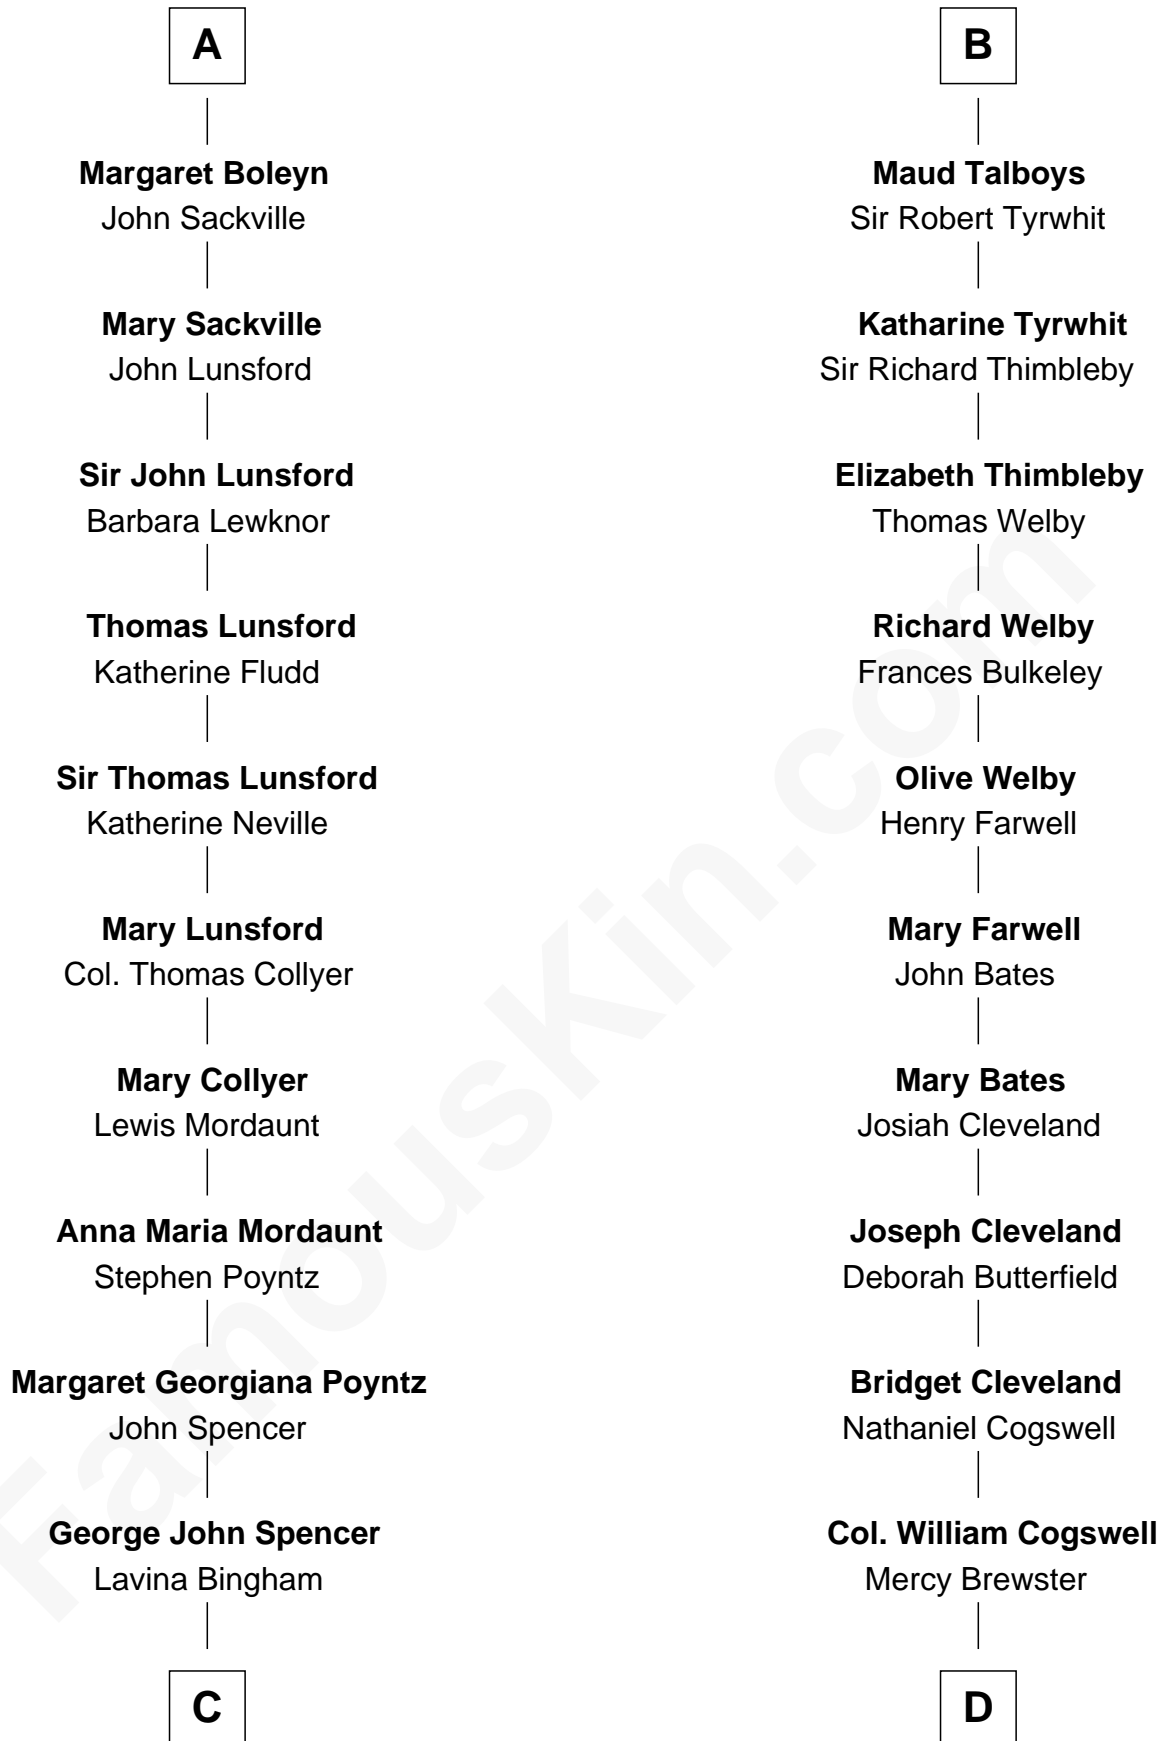 A
Margaret Boleyn
John Sackville
Mary Sackville
John Lunsford
Sir John Lunsford
Barbara Lewknor
Thomas Lunsford
Katherine Fludd
Sir Thomas Lunsford
Katherine Neville
Mary Lunsford
Col. Thomas Collyer
Mary Collyer
Lewis Mordaunt
Anna Maria Mordaunt
Stephen Poyntz
Margaret Georgiana Poyntz
John Spencer
George John Spencer
Lavina Bingham
C
B
Maud Talboys
Sir Robert Tyrwhit
Katharine Tyrwhit
Sir Richard Thimbleby
Elizabeth Thimbleby
Thomas Welby
Richard Welby
Frances Bulkeley
Olive Welby
Henry Farwell
Mary Farwell
John Bates
Mary Bates
Josiah Cleveland
Joseph Cleveland
Deborah Butterfield
Bridget Cleveland
Nathaniel Cogswell
Col. William Cogswell
Mercy Brewster
D
FamousKin.com